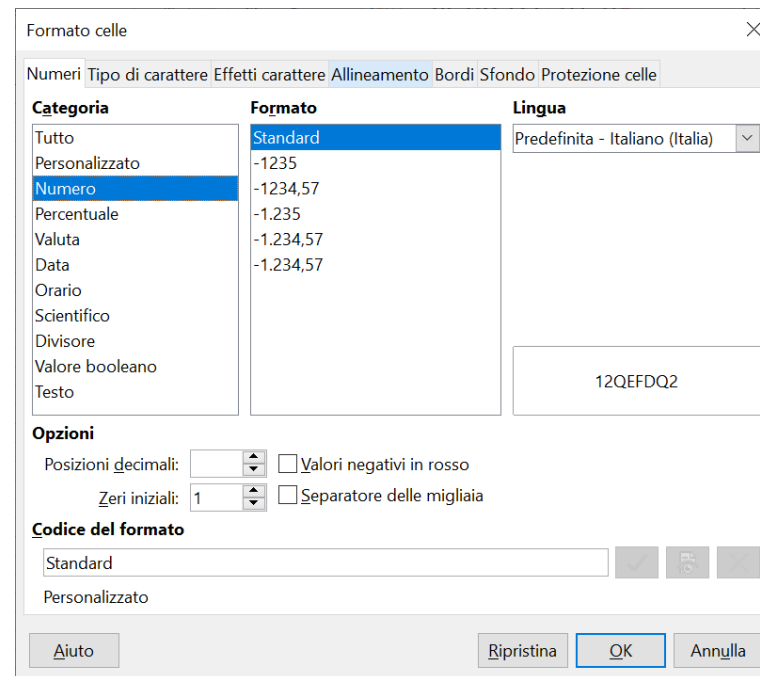 Formato celle
Numeri Tipo di carattere Effetti carattere Allineamento Bordi Sfondo Protezione celle
Categoria
Tutto
Personalizzato
Numero
Percentuale
Valuta
Data
Orario
Scientifico
Divisore
Valore booleano
Testo
Formato
Standard
-1235
-1234,57
-1.235
-1.234,57
-1.234,57
Lingua
Predefinita - Italiano (Italia)
12QEFDQ2
Opzioni
Posizioni decimali:
Valori negativi in rosso
Zeri iniziali: 1
Separatore delle migliaia
Codice del formato
Standard
Personalizzato
Aiuto
Ripristina
OK
Annulla